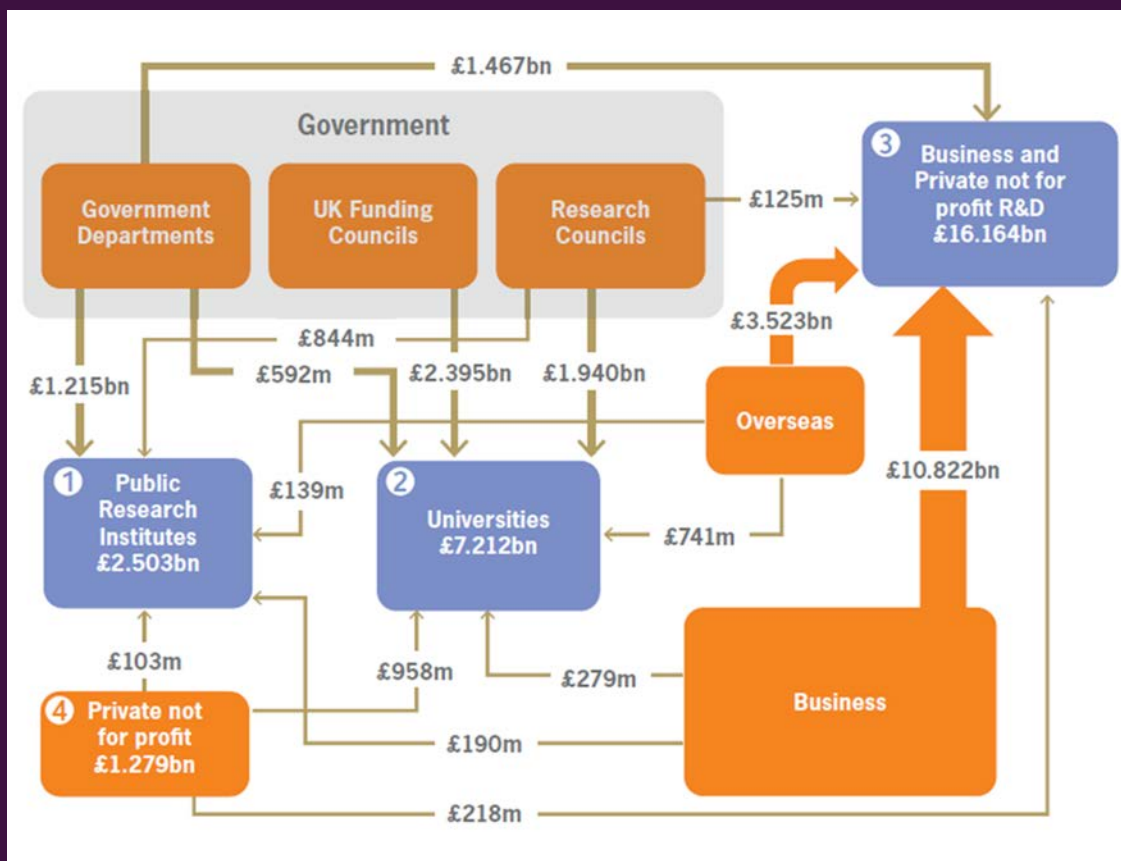 £1.467bn
Government
Government
Departments
UK Funding
Councils
Research
Councils
£125m
3
Business and
Private not for
profit R&D
£16.164bn
£844m
£3.523bn
£1.215bn
£592m
£2.395bn
£1.940bn
Overseas
£10.822bn
1
Public
Research
Institutes
£2.503bn
£139m
2
Universities
£7.212bn
£741m
£103m
£958m
£279m
Business
4
Private not
for profit
£1.279bn
£190m
£218m